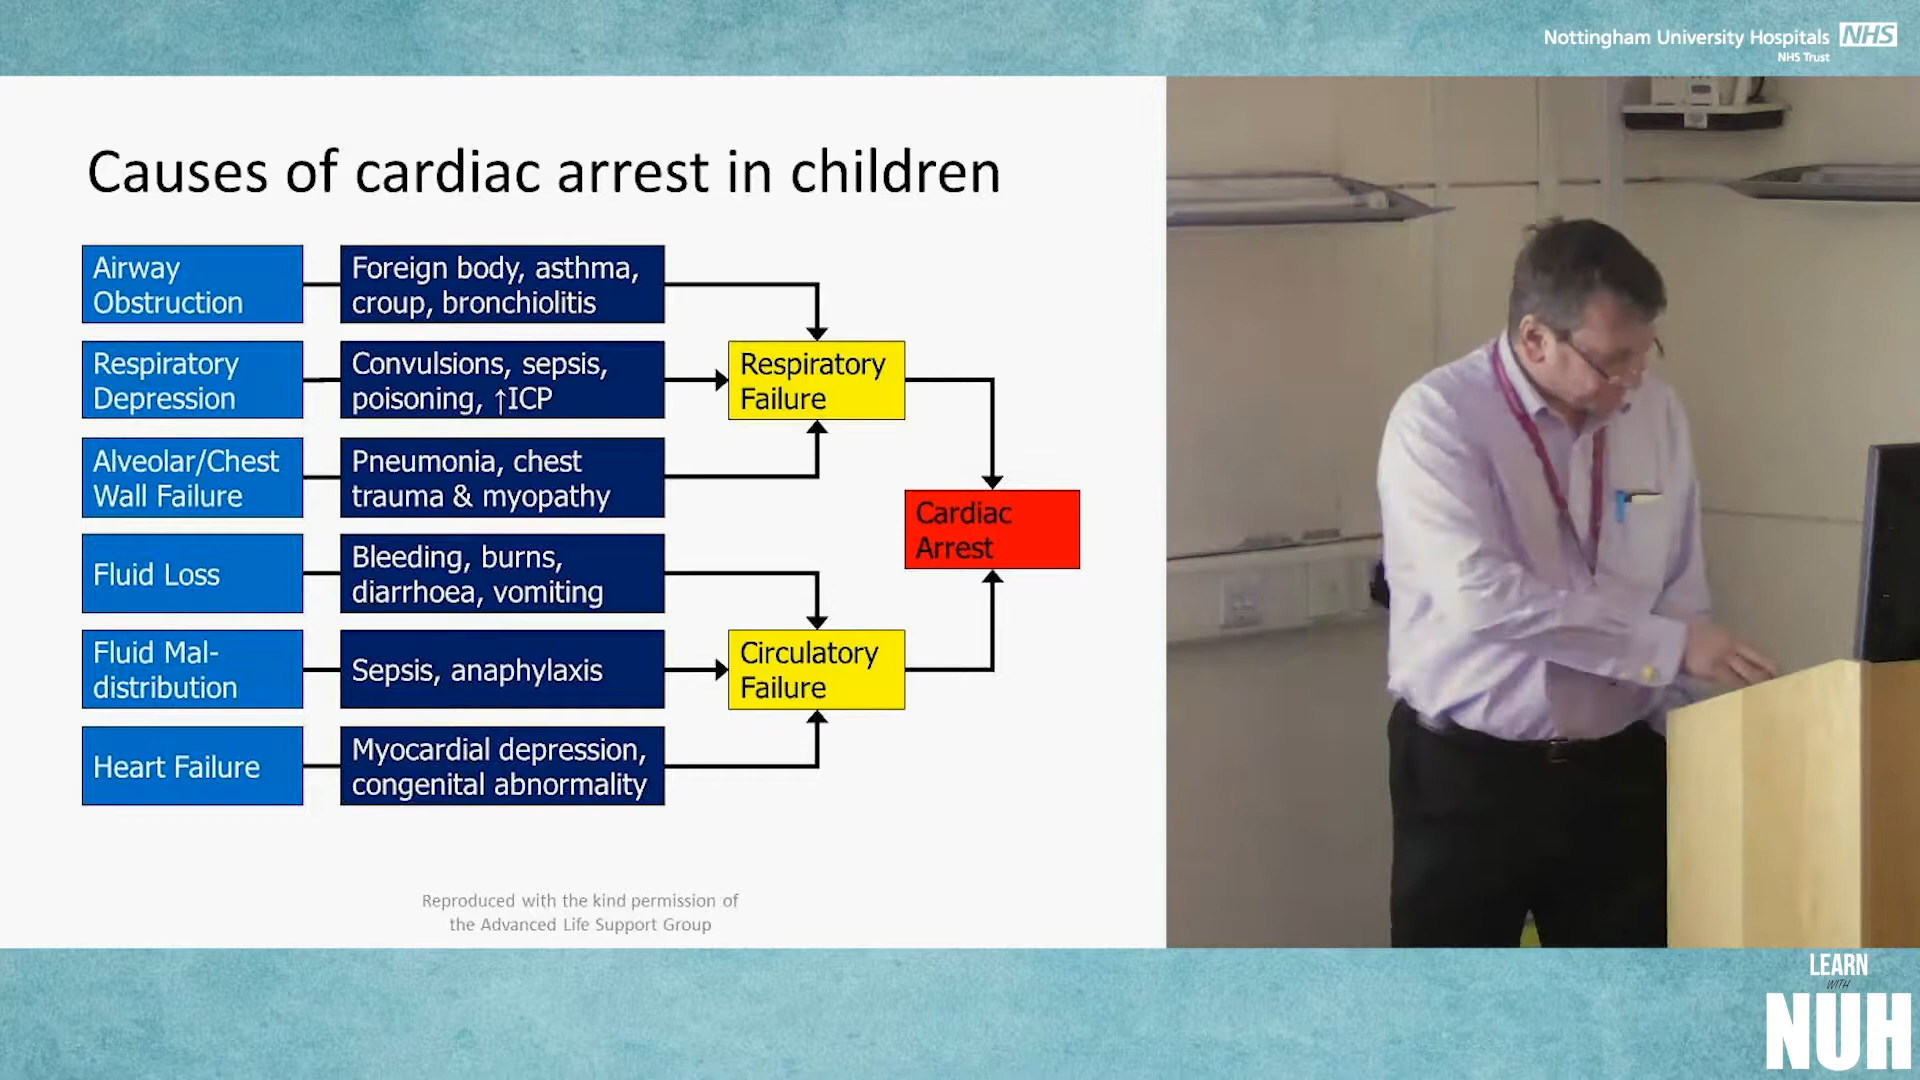 Nottingham University Hospitals NHS
NHS Trust
Causes of cardiac arrest in children
Airway
Obstruction
Foreign body, asthma,
croup, bronchiolitis
Respiratory
Depression
Convulsions, sepsis,
poisoning, ↑ICP
Respiratory
Failure
Alveolar/Chest
Wall Failure
Pneumonia, chest
trauma & myopathy
Cardiac
Arrest
Fluid Loss
Bleeding, burns,
diarrhoea, vomiting
Fluid Mal-
distribution
Sepsis, anaphylaxis
Circulatory
Failure
Heart Failure
Myocardial depression,
congenital abnormality
Reproduced with the kind permission of
the Advanced Life Support Group
LEARN
WITH
NUH